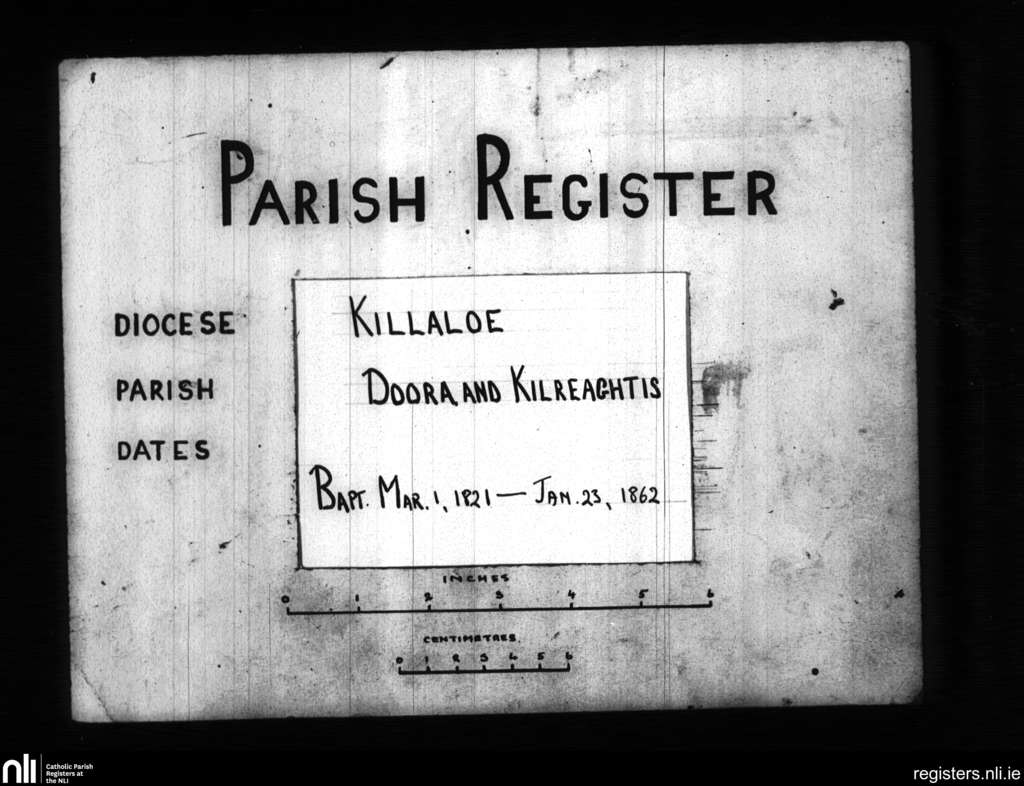 PARISH REGISTER
DIOCESE KILLALOE
PARISH DOORA AND KILREAGHTIS
DATES
BAPT. MAR. 1, 1821 — JAN. 23, 1862
INCHES
0 1 2 3 4 5 6
CENTIMETRES
0 1 2 3 4 5 6
nli Catholic Parish
Registers at
the NLI
registers.nli.ie